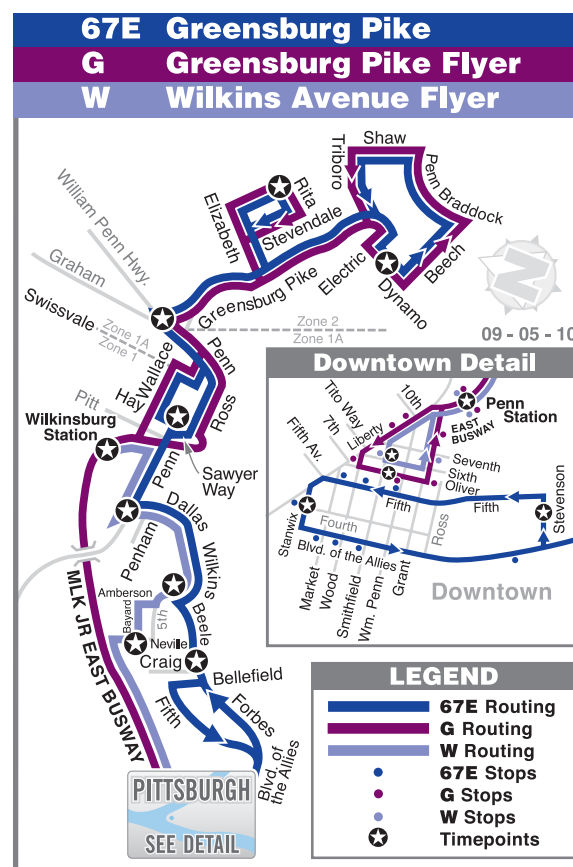 67E Greensburg Pike
G Greensburg Pike Flyer
W Wilkins Avenue Flyer
Shaw
Triboro
Penn Braddock
Rita
Elizabeth
Stevendale
William Penn Hwy.
Beech
Electric
Dynamo
Graham
Greensburg Pike
N
Swissvale
Zone 2
Zone 1A
Zone 1A
Zone 1
09 - 05 - 10
Wallace
Penn
Hay
Ross
Pitt
Wilkinsburg
Station
Penn
Sawyer
Way
Dallas
Penham
Wilkins
Amberson
Bayard
5th
Beele
Neville
Craig
MLK JR EAST BUSWAY
Bellefield
Fifth
Forbes
Blvd. of
the Allies
PITTSBURGH
SEE DETAIL
Downtown Detail
Tito Way
10th
7th
Penn
Station
Fifth Av.
Liberty
EAST
BUSWAY
Seventh
Sixth
Oliver
Fifth
Fifth
Stevenson
Stanwix
Fourth
Ross
Blvd. of the Allies
Market
Wood
Smithfield
Wm. Penn
Grant
Downtown
LEGEND
67E Routing
G Routing
W Routing
67E Stops
G Stops
W Stops
Timepoints